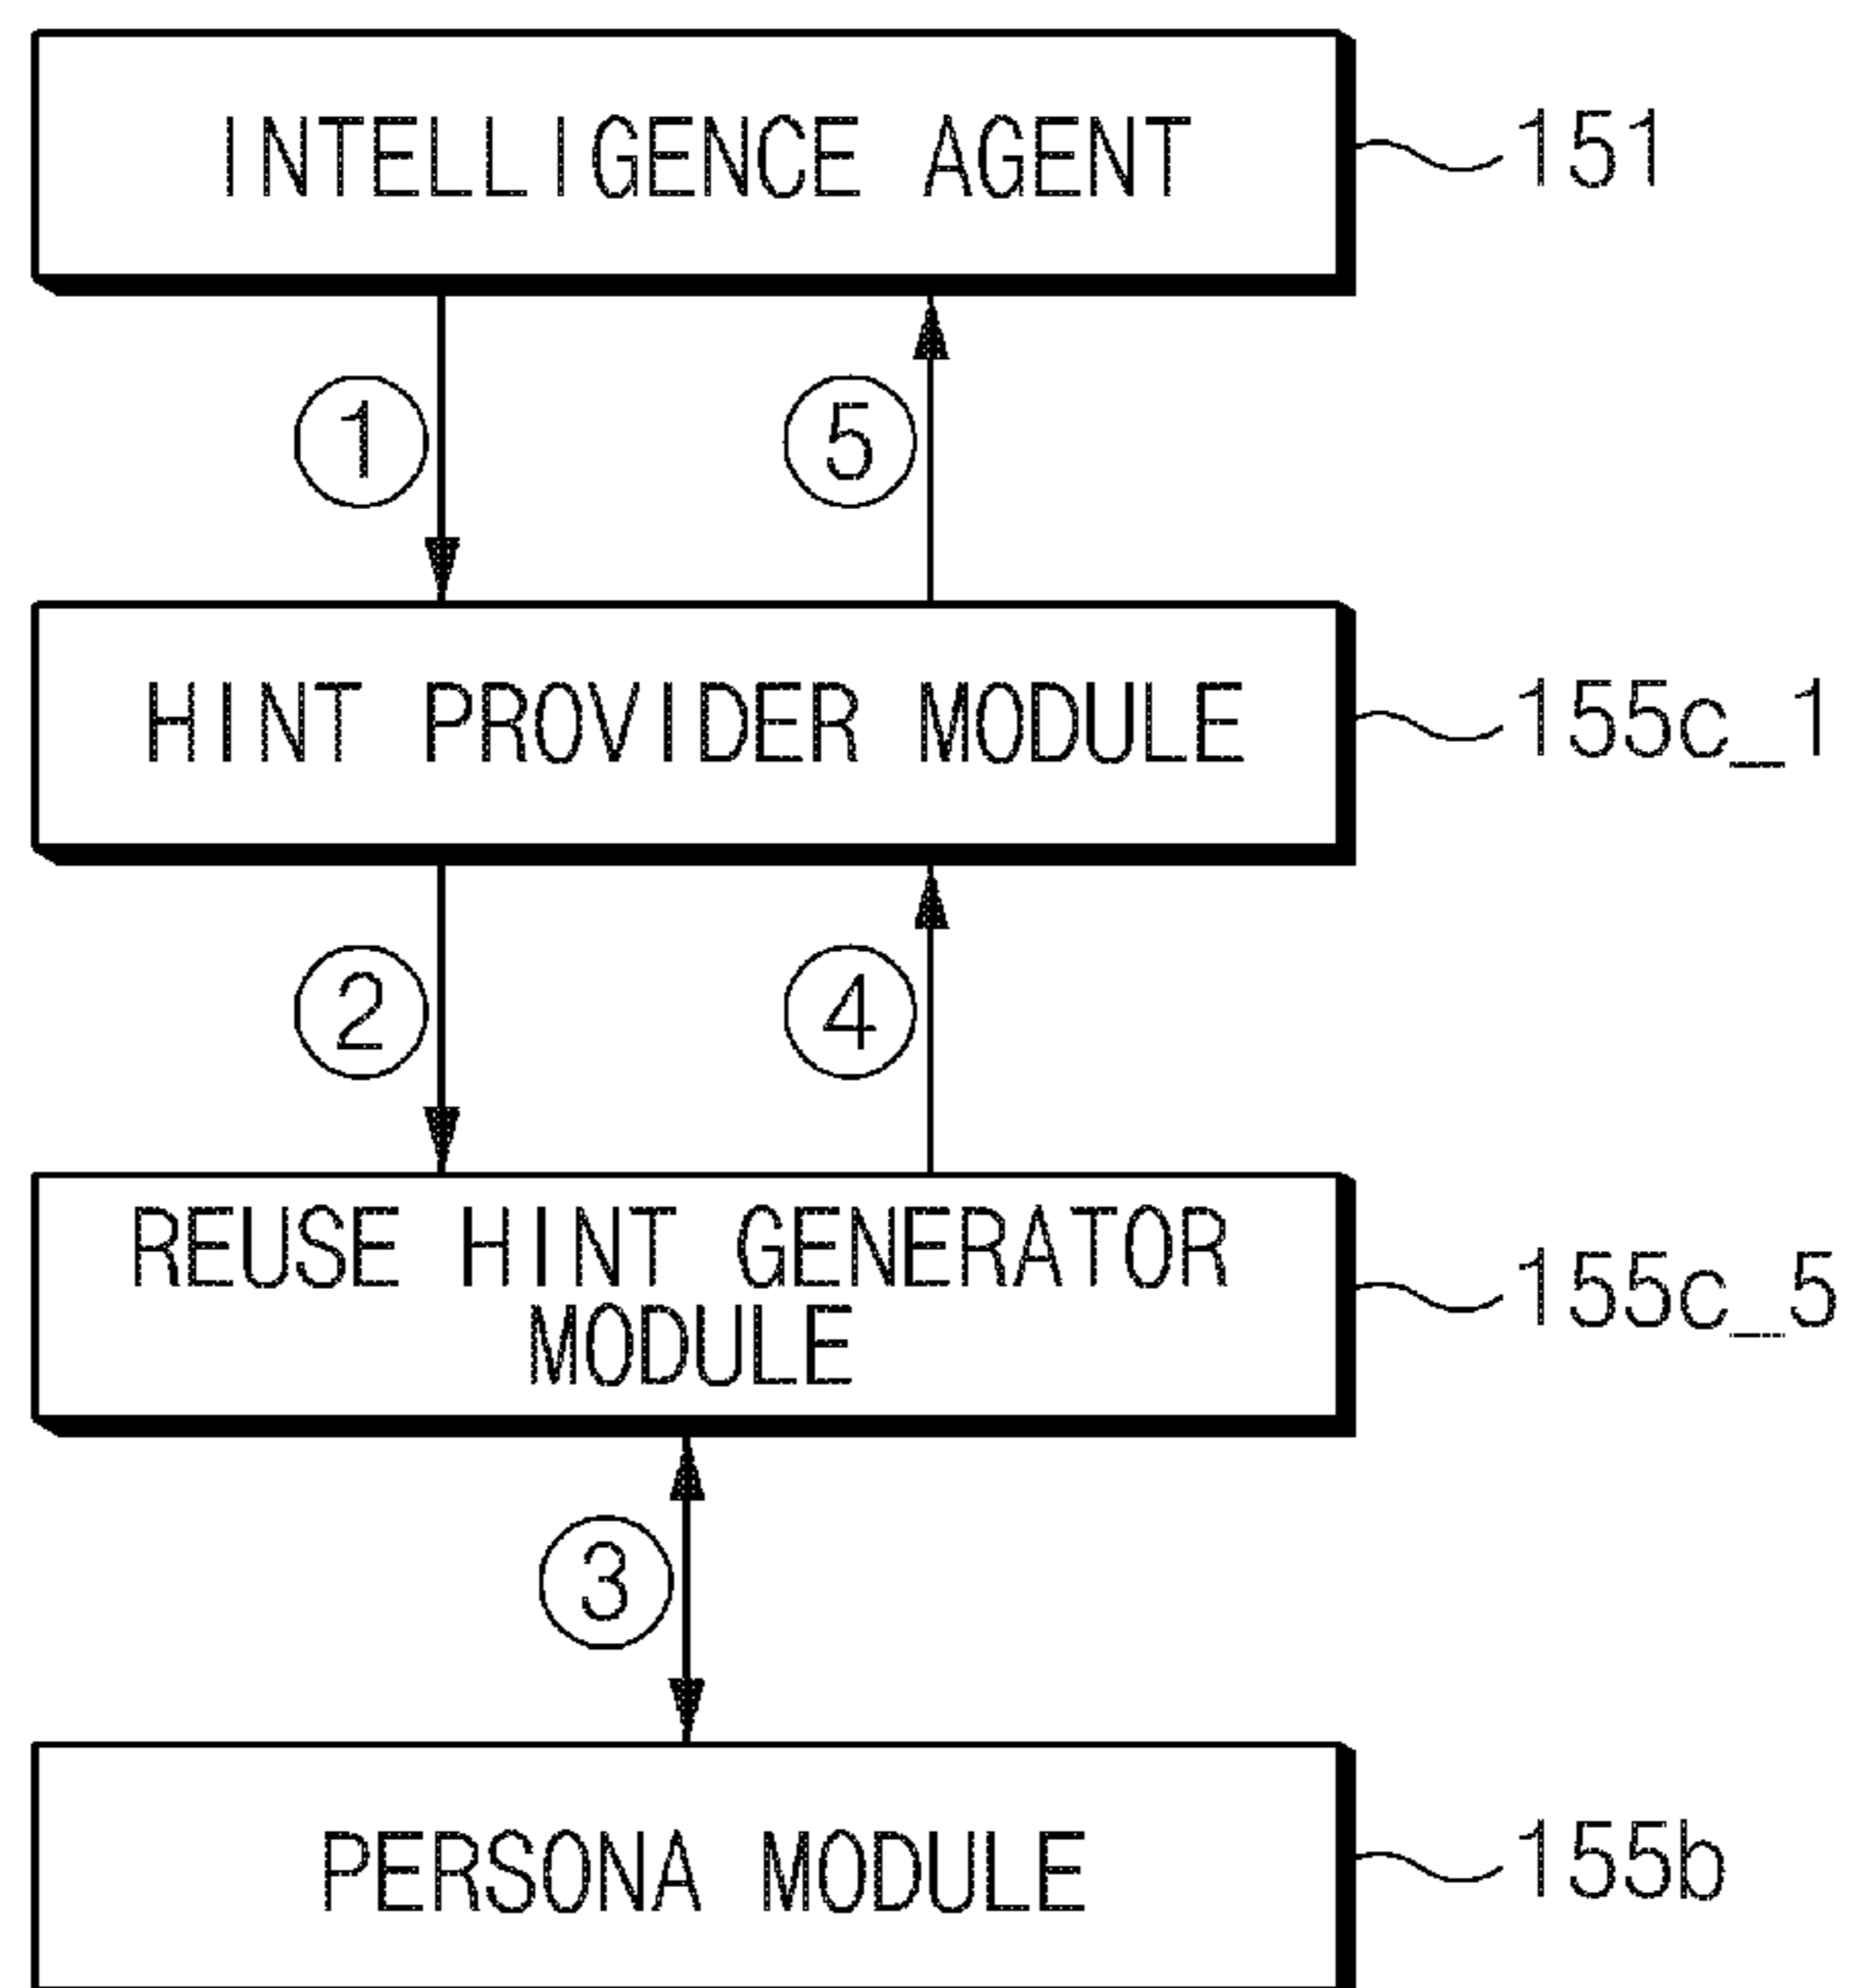 INTELLIGENCE AGENT
151
1
5
HINT PROVIDER MODULE
155c_1
2
4
REUSE HINT GENERATOR
MODULE
155c_5
3
PERSONA MODULE
155b